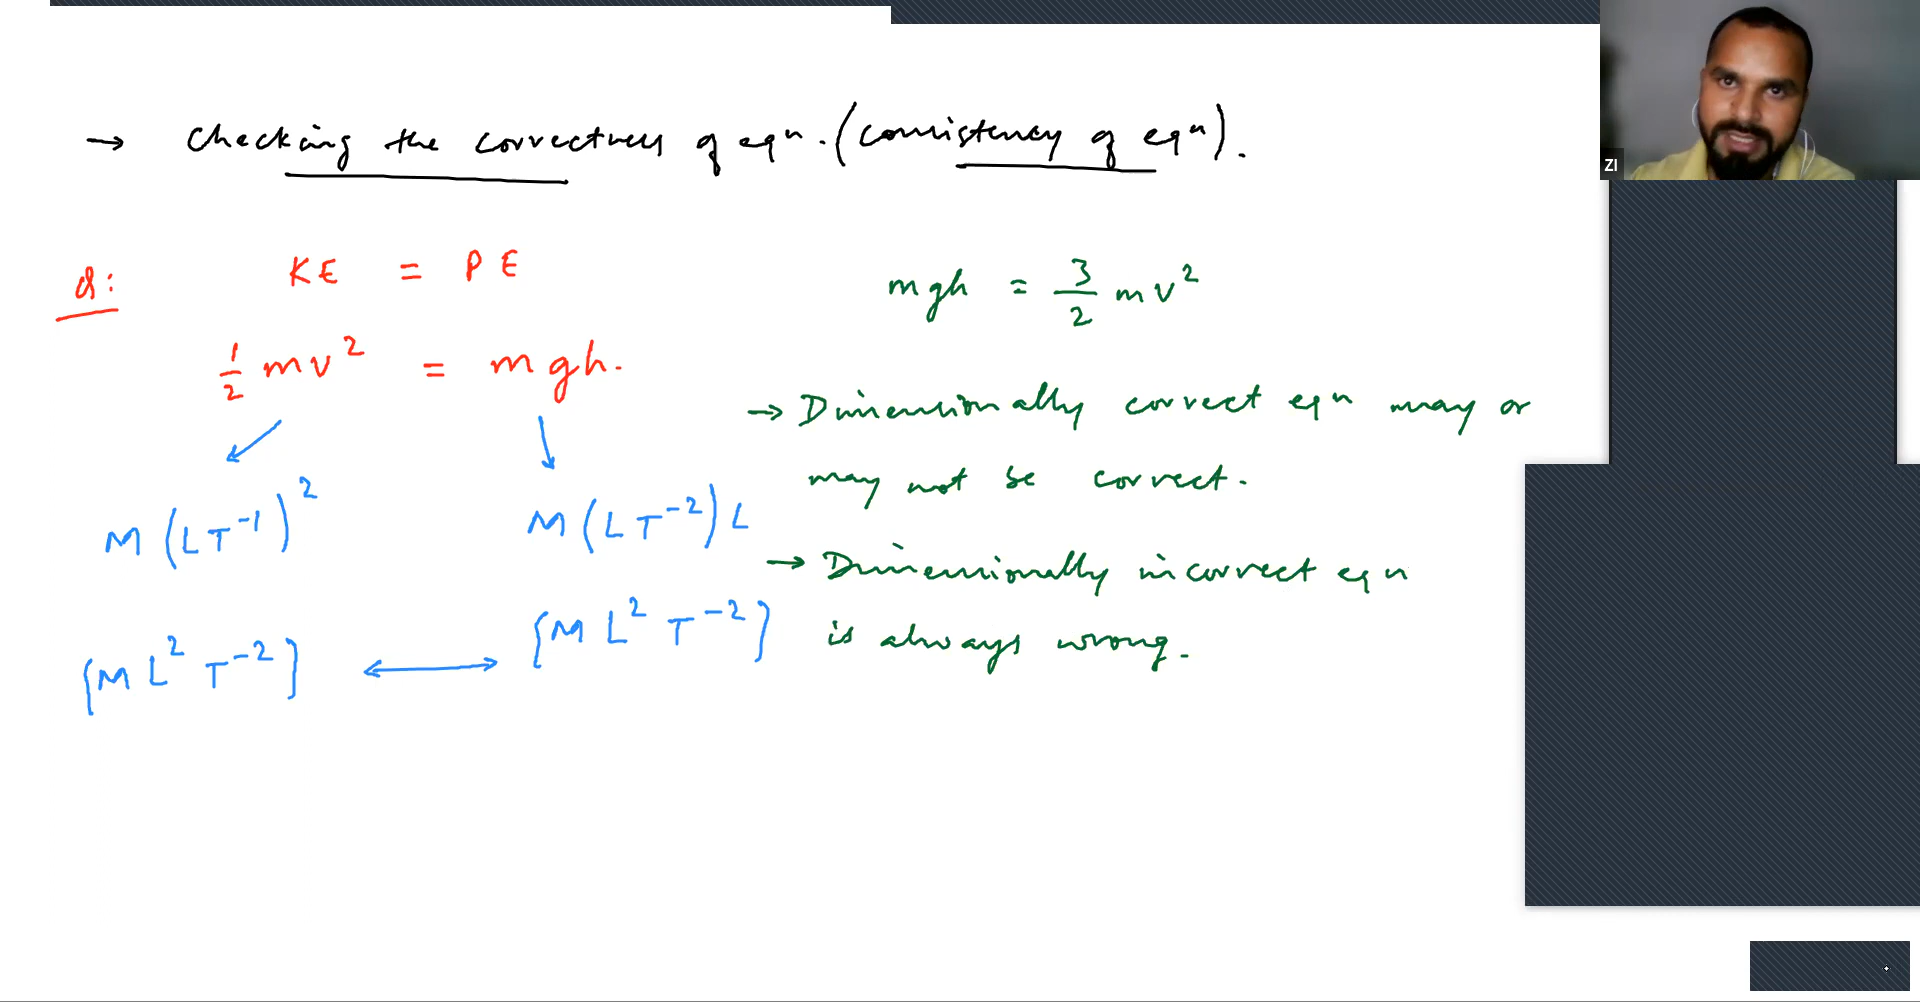 → Checking the correctness of eqn. (consistency of eqn).
Q: KE = PE
1/2 mv² = mgh.
M (LT⁻¹)² M (LT⁻²) L
[M L² T⁻²] ↔ [M L² T⁻²]
mgh = 3/2 mv²
→ Dimensionally correct eqn may or
may not be correct.
→ Dimensionally incorrect eqn
is always wrong.
ZI